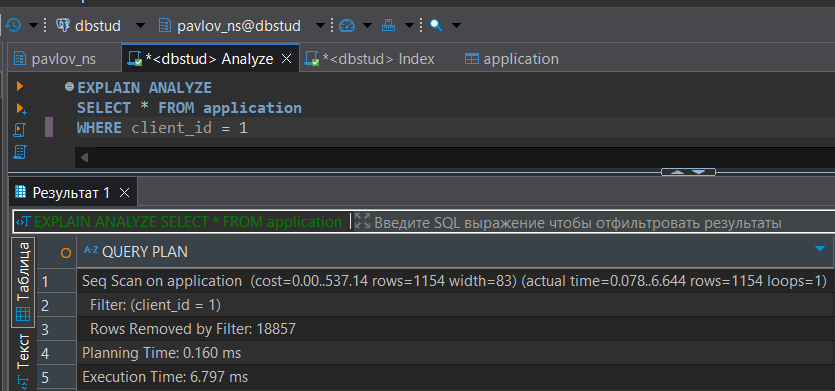 dbstud pavlov_ns@dbstud
pavlov_ns *<dbstud> Analyze *<dbstud> Index application
EXPLAIN ANALYZE
SELECT * FROM application
WHERE client_id = 1
Результат 1
EXPLAIN ANALYZE SELECT * FROM application Введите SQL выражение чтобы отфильтровать результаты
Таблица
Текст
A-Z QUERY PLAN
1 Seq Scan on application (cost=0.00..537.14 rows=1154 width=83) (actual time=0.078..6.644 rows=1154 loops=1)
2 Filter: (client_id = 1)
3 Rows Removed by Filter: 18857
4 Planning Time: 0.160 ms
5 Execution Time: 6.797 ms